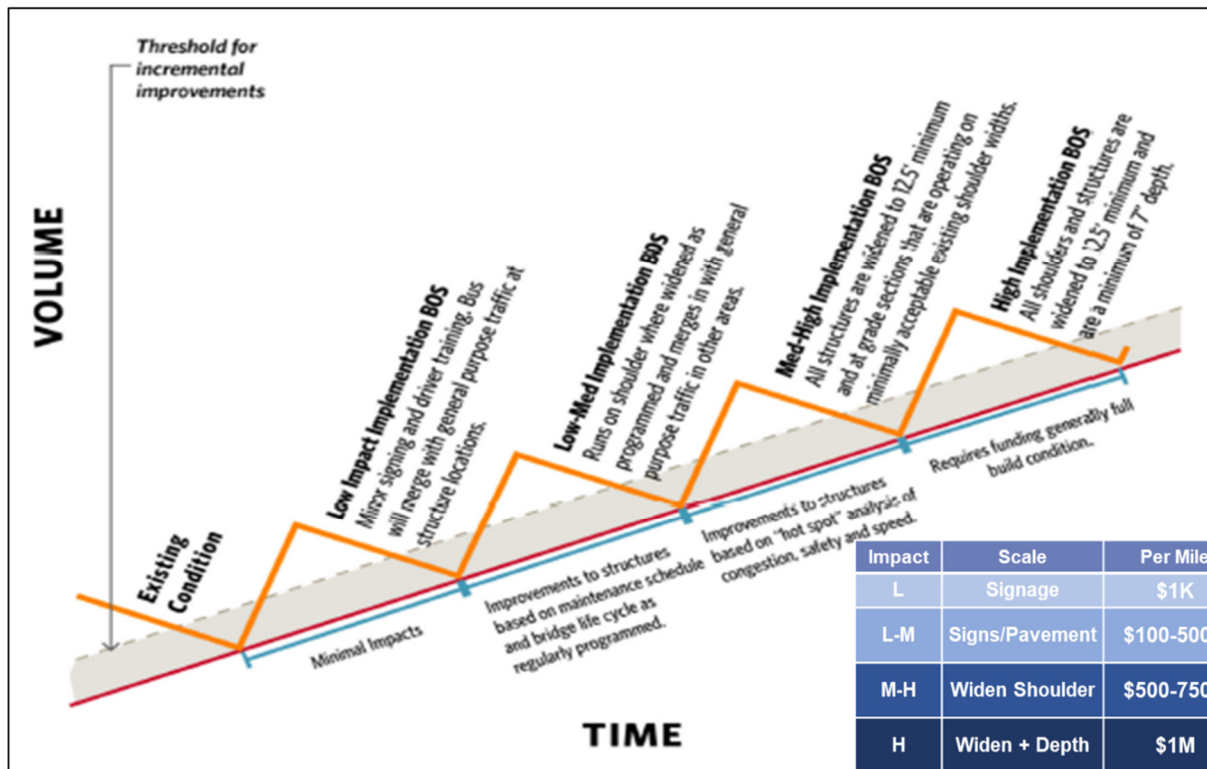 Threshold for
incremental
improvements
VOLUME
Existing
Condition
Low Impact Implementation BOS
Minor signing and driver training. Bus
will merge with general purpose traffic at
structure locations.
Low-Med Implementation BOS
Runs on shoulder where widened as
programmed and merges in with general
purpose traffic in other areas.
Med-High Implementation BOS
All structures are widened to 12.5' minimum
and at grade sections that are operating on
minimally acceptable existing shoulder widths.
High Implementation BOS
All shoulders and structures are
widened to 12.5' minimum and
are a minimum of 7" depth.
Minimal Impacts
Improvements to structures
based on maintenance schedule
and bridge life cycle as
regularly programmed.
Improvements to structures
based on "hot spot" analysis of
congestion, safety and speed.
Requires funding generally full
build condition.
TIME
Impact Scale Per Mile
L Signage $1K
L-M Signs/Pavement $100-500
M-H Widen Shoulder $500-750
H Widen + Depth $1M